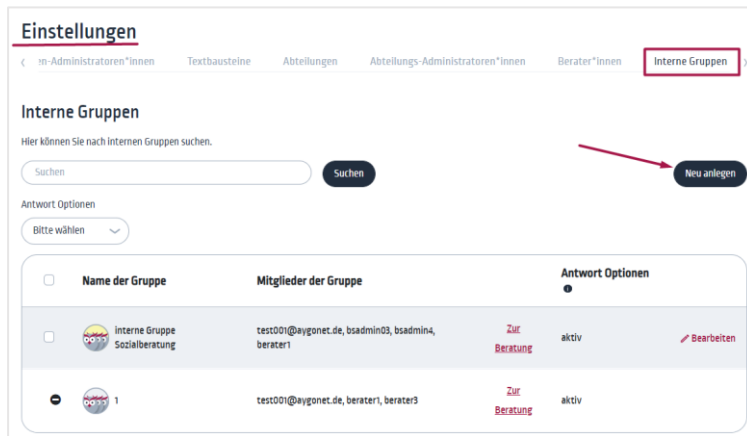 Einstellungen
en-Administratoren*innen Textbausteine Abteilungen Abteilungs-Administratoren*innen Berater*innen Interne Gruppen
Interne Gruppen
Hier können Sie nach internen Gruppen suchen.
Suchen Suchen Neu anlegen
Antwort Optionen
Bitte wählen
Name der Gruppe Mitglieder der Gruppe Antwort Optionen
interne Gruppe Sozialberatung test001@aygonet.de, bsadmin03, bsadmin4, berater1 Zur Beratung aktiv Bearbeiten
1 test001@aygonet.de, berater1, berater3 Zur Beratung aktiv